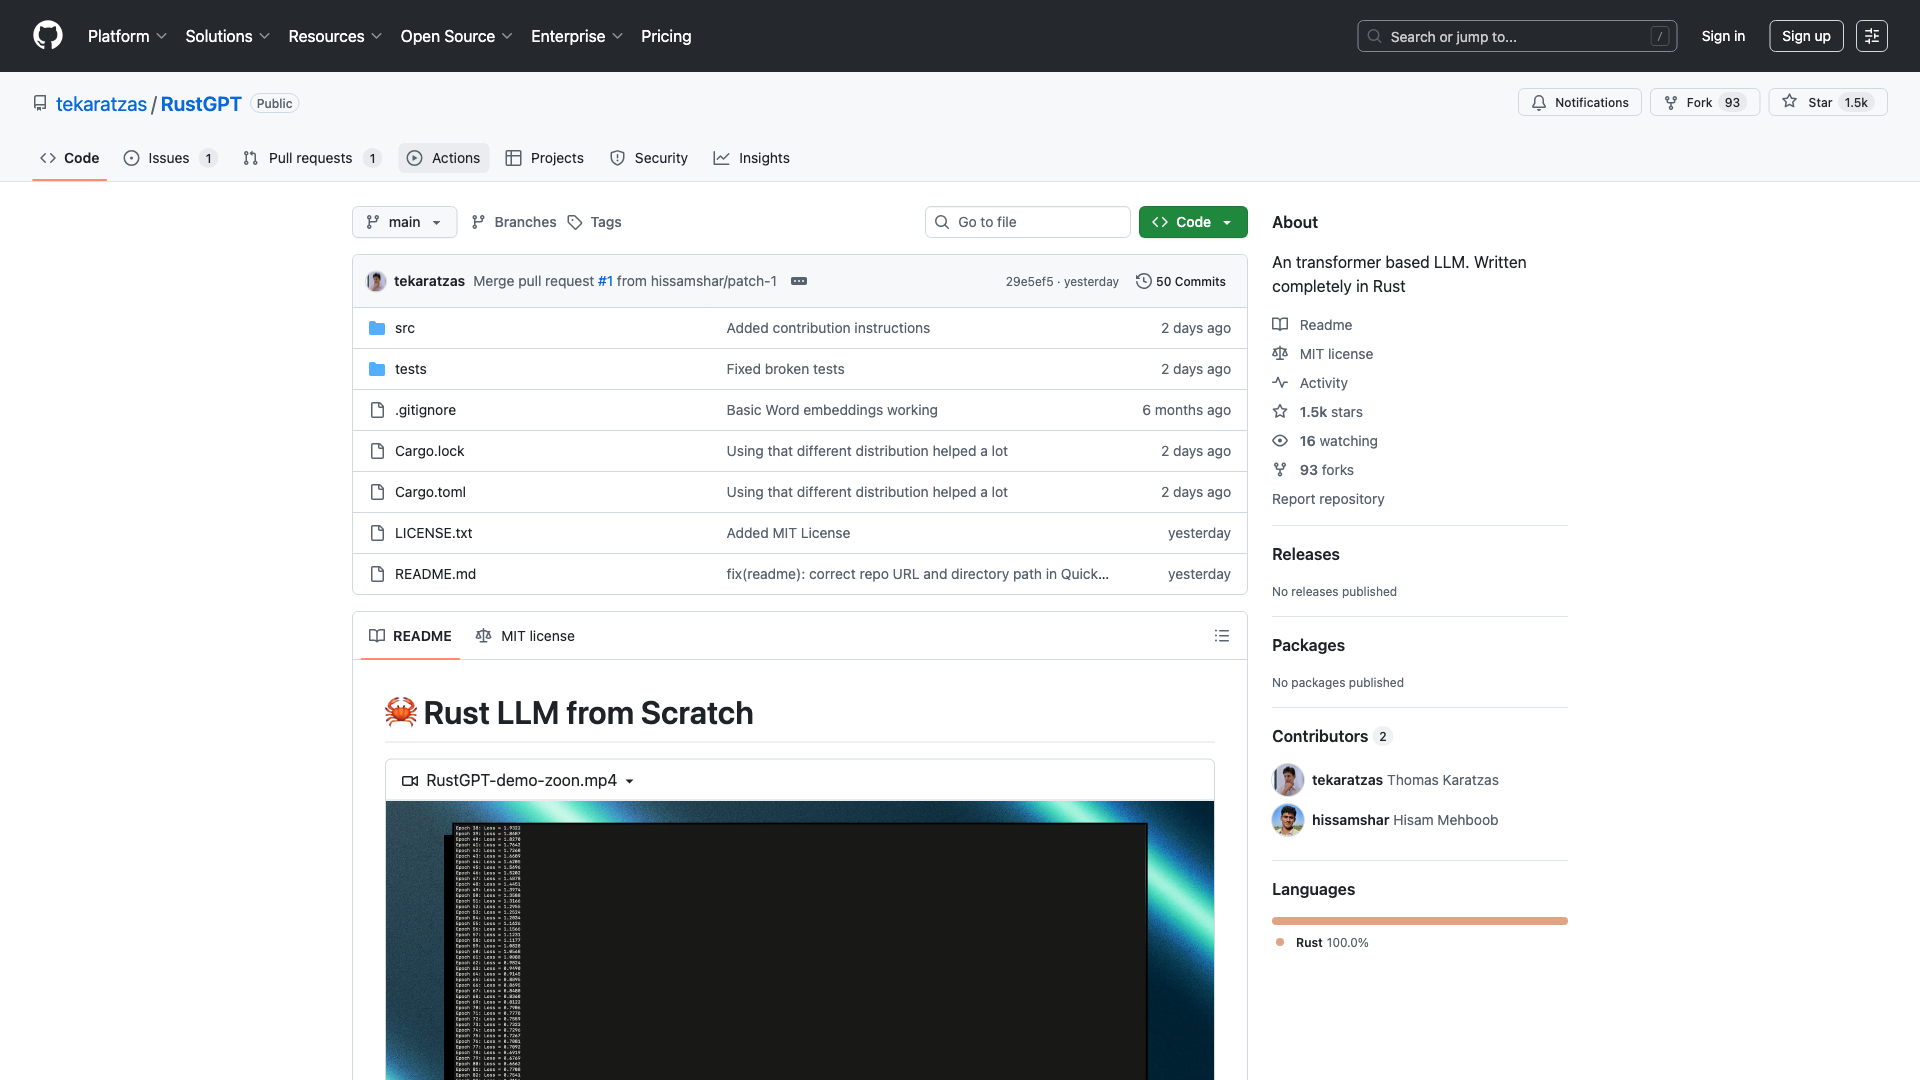 Platform
Solutions
Resources
Open Source
Enterprise
Pricing
Search or jump to...
/
Sign in
Sign up
tekaratzas / RustGPT
Public
Notifications
Fork 93
Star 1.5k
Code
Issues 1
Pull requests 1
Actions
Projects
Security
Insights
main
Branches
Tags
Go to file
Code
tekaratzas Merge pull request #1 from hissamshar/patch-1
29e5ef5 · yesterday
50 Commits
src Added contribution instructions 2 days ago
tests Fixed broken tests 2 days ago
.gitignore Basic Word embeddings working 6 months ago
Cargo.lock Using that different distribution helped a lot 2 days ago
Cargo.toml Using that different distribution helped a lot 2 days ago
LICENSE.txt Added MIT License yesterday
README.md fix(readme): correct repo URL and directory path in Quick... yesterday
README
MIT license
🦀 Rust LLM from Scratch
RustGPT-demo-zoon.mp4
About
An transformer based LLM. Written
completely in Rust
Readme
MIT license
Activity
1.5k stars
16 watching
93 forks
Report repository
Releases
No releases published
Packages
No packages published
Contributors 2
tekaratzas Thomas Karatzas
hissamshar Hisam Mehboob
Languages
Rust 100.0%